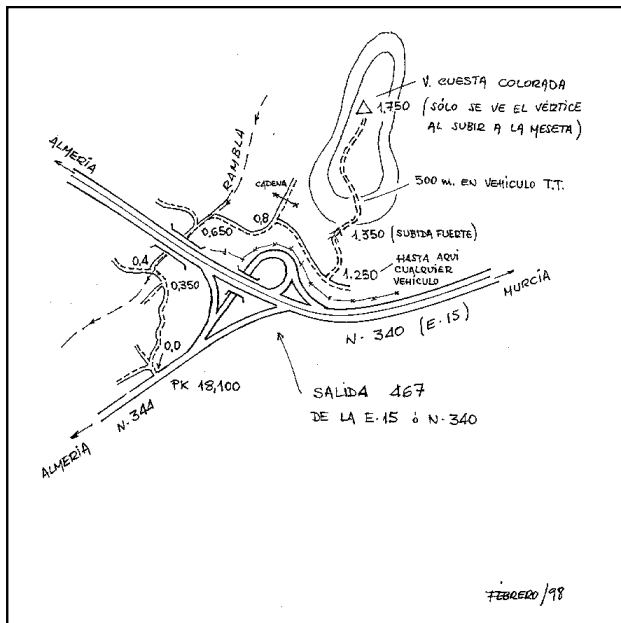 V. CUESTA COLORADA
1.750 (SÓLO SE VE EL VÉRTICE
AL SUBIR A LA MESETA)
ALMERÍA
RAMBLA
CADENA
500 m. EN VEHÍCULO T.T.
0,8
0,650
1.350 (SUBIDA FUERTE)
0,4
1.250
HASTA AQUÍ
CUALQUIER
VEHÍCULO
0,350
MURCIA
N-340 (E-15)
0,0
PK 18,100
SALIDA 467
DE LA E-15 ó N-340
N-344
ALMERÍA
FEBRERO/98